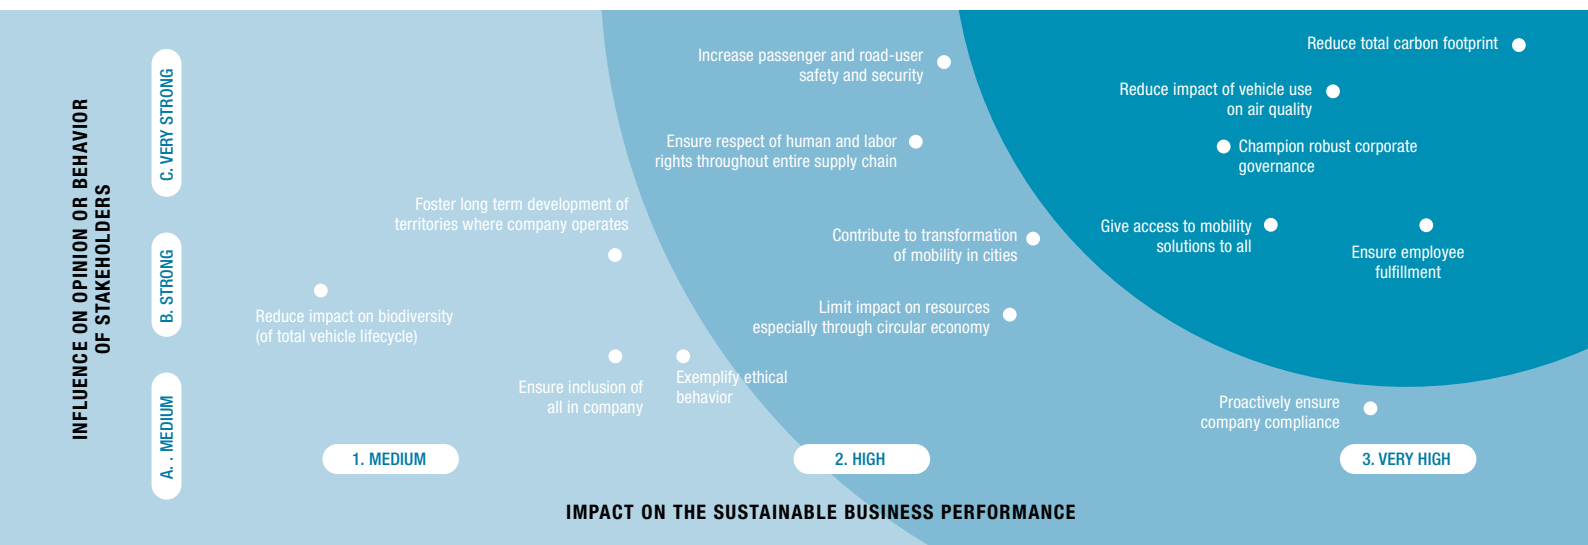 INFLUENCE ON OPINION OR BEHAVIOR
OF STAKEHOLDERS
C. VERY STRONG
B. STRONG
A. . MEDIUM
Increase passenger and road-user
safety and security
Ensure respect of human and labor
rights throughout entire supply chain
Foster long term development of
territories where company operates
Reduce impact on biodiversity
(of total vehicle lifecycle)
Ensure inclusion of
all in company
Exemplify ethical
behavior
Contribute to transformation
of mobility in cities
Limit impact on resources
especially through circular economy
Reduce total carbon footprint
Reduce impact of vehicle use
on air quality
Champion robust corporate
governance
Give access to mobility
solutions to all
Ensure employee
fulfillment
Proactively ensure
company compliance
1. MEDIUM
2. HIGH
3. VERY HIGH
IMPACT ON THE SUSTAINABLE BUSINESS PERFORMANCE